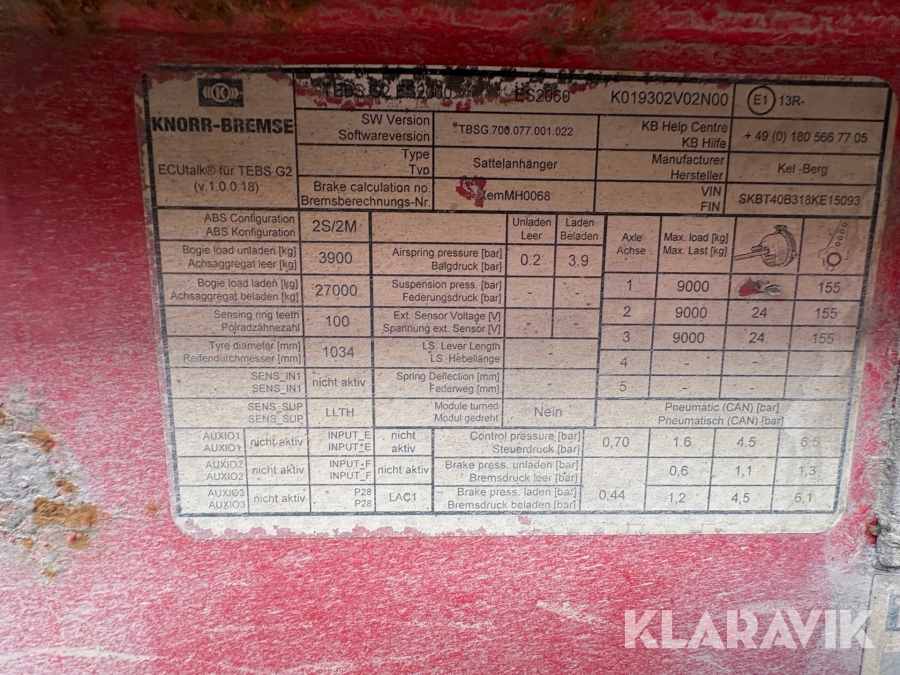 TEBS G2 ES2060 ES2060 K019302V02N00 E1 13R-
K
KNORR-BREMSE
ECUtalk® für TEBS G2
(v.1.0.0.18)
SW Version
Softwareversion
TBSG.700.077.001.022
KB Help Centre
KB Hilfe
+ 49 (0) 180 566 77 05
Type
Typ
Sattelanhänger
Manufacturer
Hersteller
Kel -Berg
Brake calculation no.
Bremsberechnungs-Nr.
emMH0068
VIN
FIN
SKBT40B318KE15093
ABS Configuration
ABS Konfiguration
2S/2M
Unladen Laden
Leer Beladen
Bogie load unladen [kg]
Achsaggregat leer [kg]
3900
Airspring pressure [bar]
Balgdruck [bar]
0.2 3.9
Bogie load laden [kg]
Achsaggregat beladen [kg]
27000
Suspension press. [bar]
Federungsdruck [bar]
- -
Sensing ring teeth
Polradzahnezahl
100
Ext. Sensor Voltage [V]
Spannung ext. Sensor [V]
- -
Tyre diameter [mm]
Reifendurchmesser [mm]
1034
LS. Lever Length
LS. Hebellänge
-
SENS_IN1
SENS_IN1
nicht aktiv
Spring Deflection [mm]
Federweg [mm]
- -
SENS_SUP
SENS_SUP
LLTH
Module turned
Modul gedreht
Nein
Axle
Achse
Max. load [kg]
Max. Last [kg]
1 9000 155
2 9000 24 155
3 9000 24 155
4 - - -
5 - - -
Pneumatic (CAN) [bar]
Pneumatisch (CAN) [bar]
AUXIO1
AUXIO1
nicht aktiv
INPUT_E
INPUT_E
nicht
aktiv
Control pressure [bar]
Steuerdruck [bar]
0,70 1.6 4.5 6.5
AUXIO2
AUXIO2
nicht aktiv
INPUT_F
INPUT_F
nicht aktiv
Brake press. unladen [bar]
Bremsdruck leer [bar]
0,6 1,1 1,3
AUXIO3
AUXIO3
nicht aktiv
P28
P28
LAC1
Brake press. laden [bar]
Bremsdruck beladen [bar]
0,44 1,2 4,5 6,1
KLARAVIK